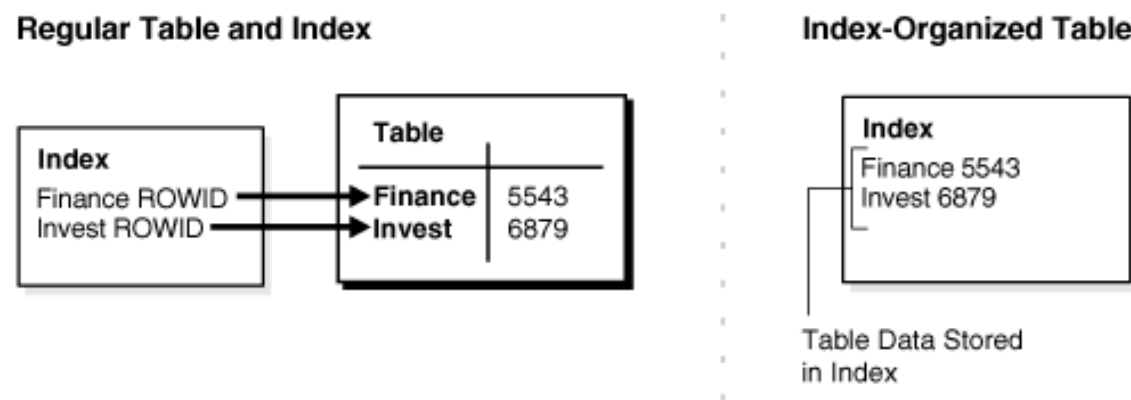 Regular Table and Index
Index
Finance ROWID
Invest ROWID
Table
Finance 5543
Invest 6879
Index-Organized Table
Index
Finance 5543
Invest 6879
Table Data Stored
in Index